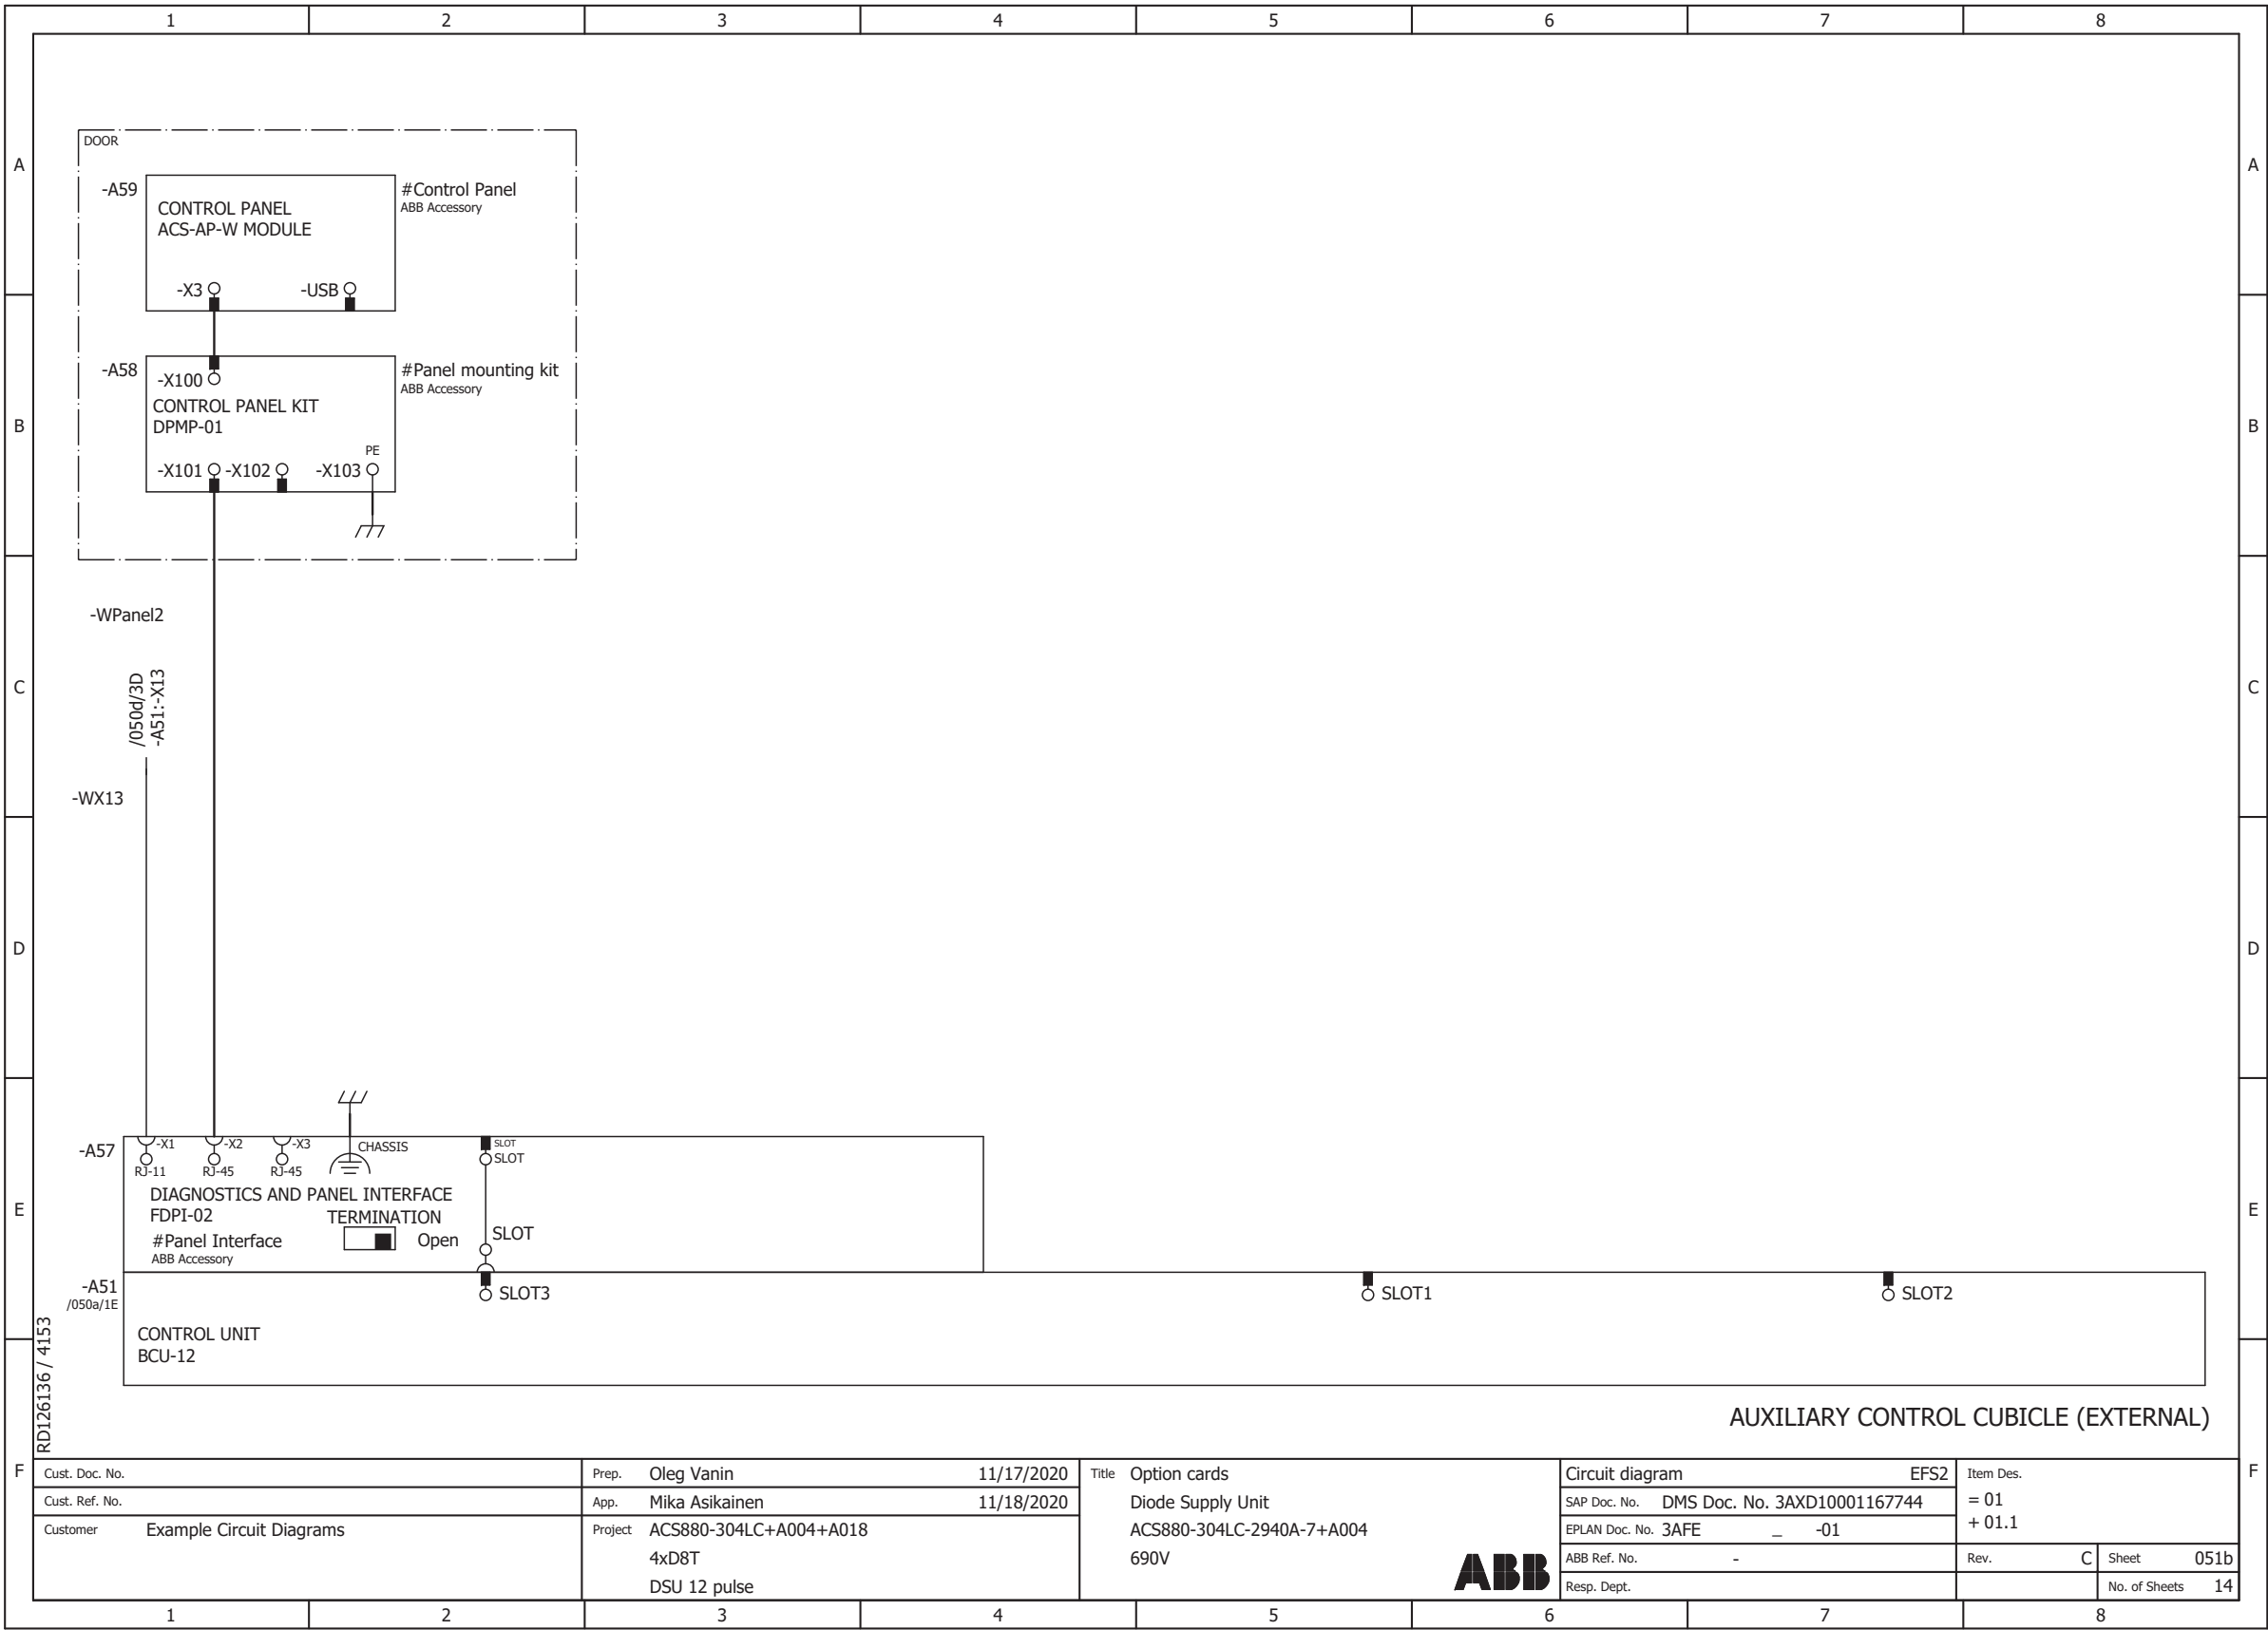 1 2 3 4 5 6 7 8
A A
B B
C C
D D
E E
F F
DOOR
-A59
CONTROL PANEL
ACS-AP-W MODULE
#Control Panel
ABB Accessory
-X3 -USB
-A58
-X100
CONTROL PANEL KIT
DPMP-01
#Panel mounting kit
ABB Accessory
PE
-X101 -X102 -X103
-WPanel2
/050d/3D
-A51:-X13
-WX13
-A57
-X1 -X2 -X3 CHASSIS SLOT
SLOT
RJ-11 RJ-45 RJ-45
DIAGNOSTICS AND PANEL INTERFACE
FDPI-02 TERMINATION
#Panel Interface Open SLOT
ABB Accessory
-A51
/050a/1E
SLOT3 SLOT1 SLOT2
CONTROL UNIT
BCU-12
RD126136 / 4153
AUXILIARY CONTROL CUBICLE (EXTERNAL)
Cust. Doc. No.
Cust. Ref. No.
Customer Example Circuit Diagrams
Prep. Oleg Vanin 11/17/2020
App. Mika Asikainen 11/18/2020
Project ACS880-304LC+A004+A018
4xD8T
DSU 12 pulse
Title Option cards
Diode Supply Unit
ACS880-304LC-2940A-7+A004
690V
ABB
Circuit diagram EFS2
SAP Doc. No. DMS Doc. No. 3AXD10001167744
EPLAN Doc. No. 3AFE _ -01
ABB Ref. No. -
Resp. Dept.
Item Des.
= 01
+ 01.1
Rev. C Sheet 051b
No. of Sheets 14
1 2 3 4 5 6 7 8